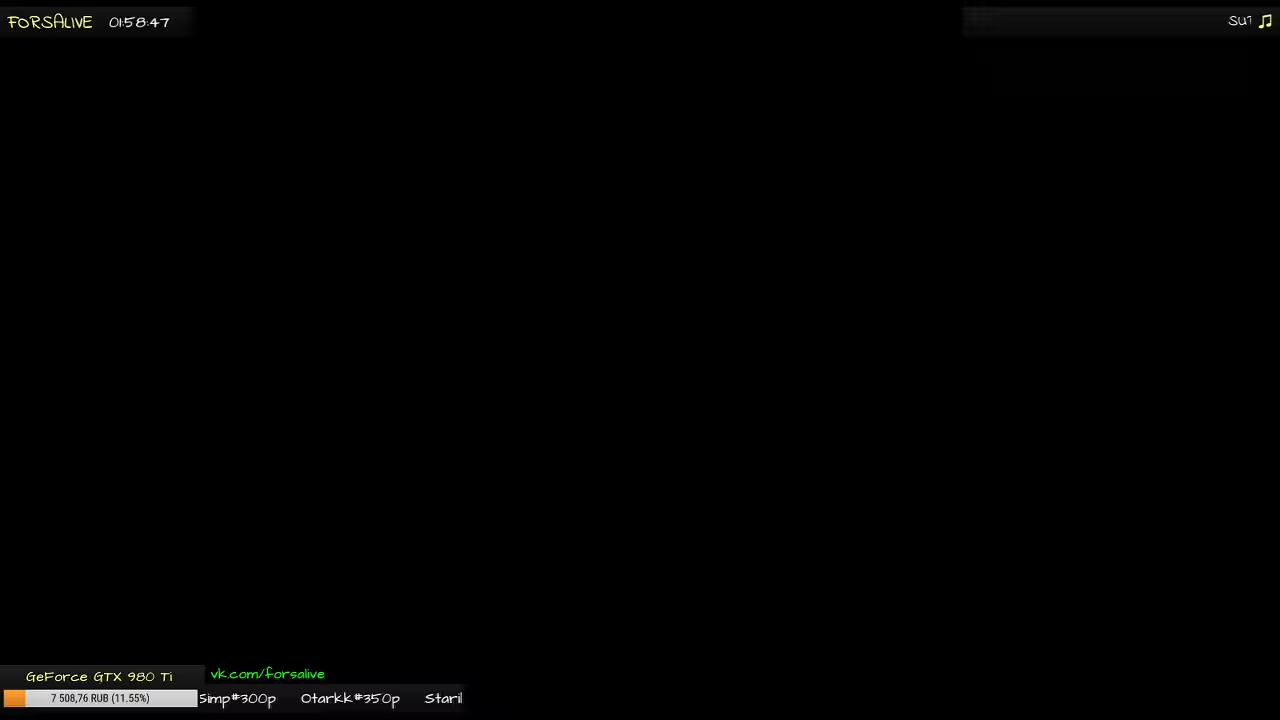 FORSALIVE 01:58:47
GeForce GTX 980 Ti
vk.com/forsalive
7 508,76 RUB (11.55%)
Simp#300p Otarkk#350p